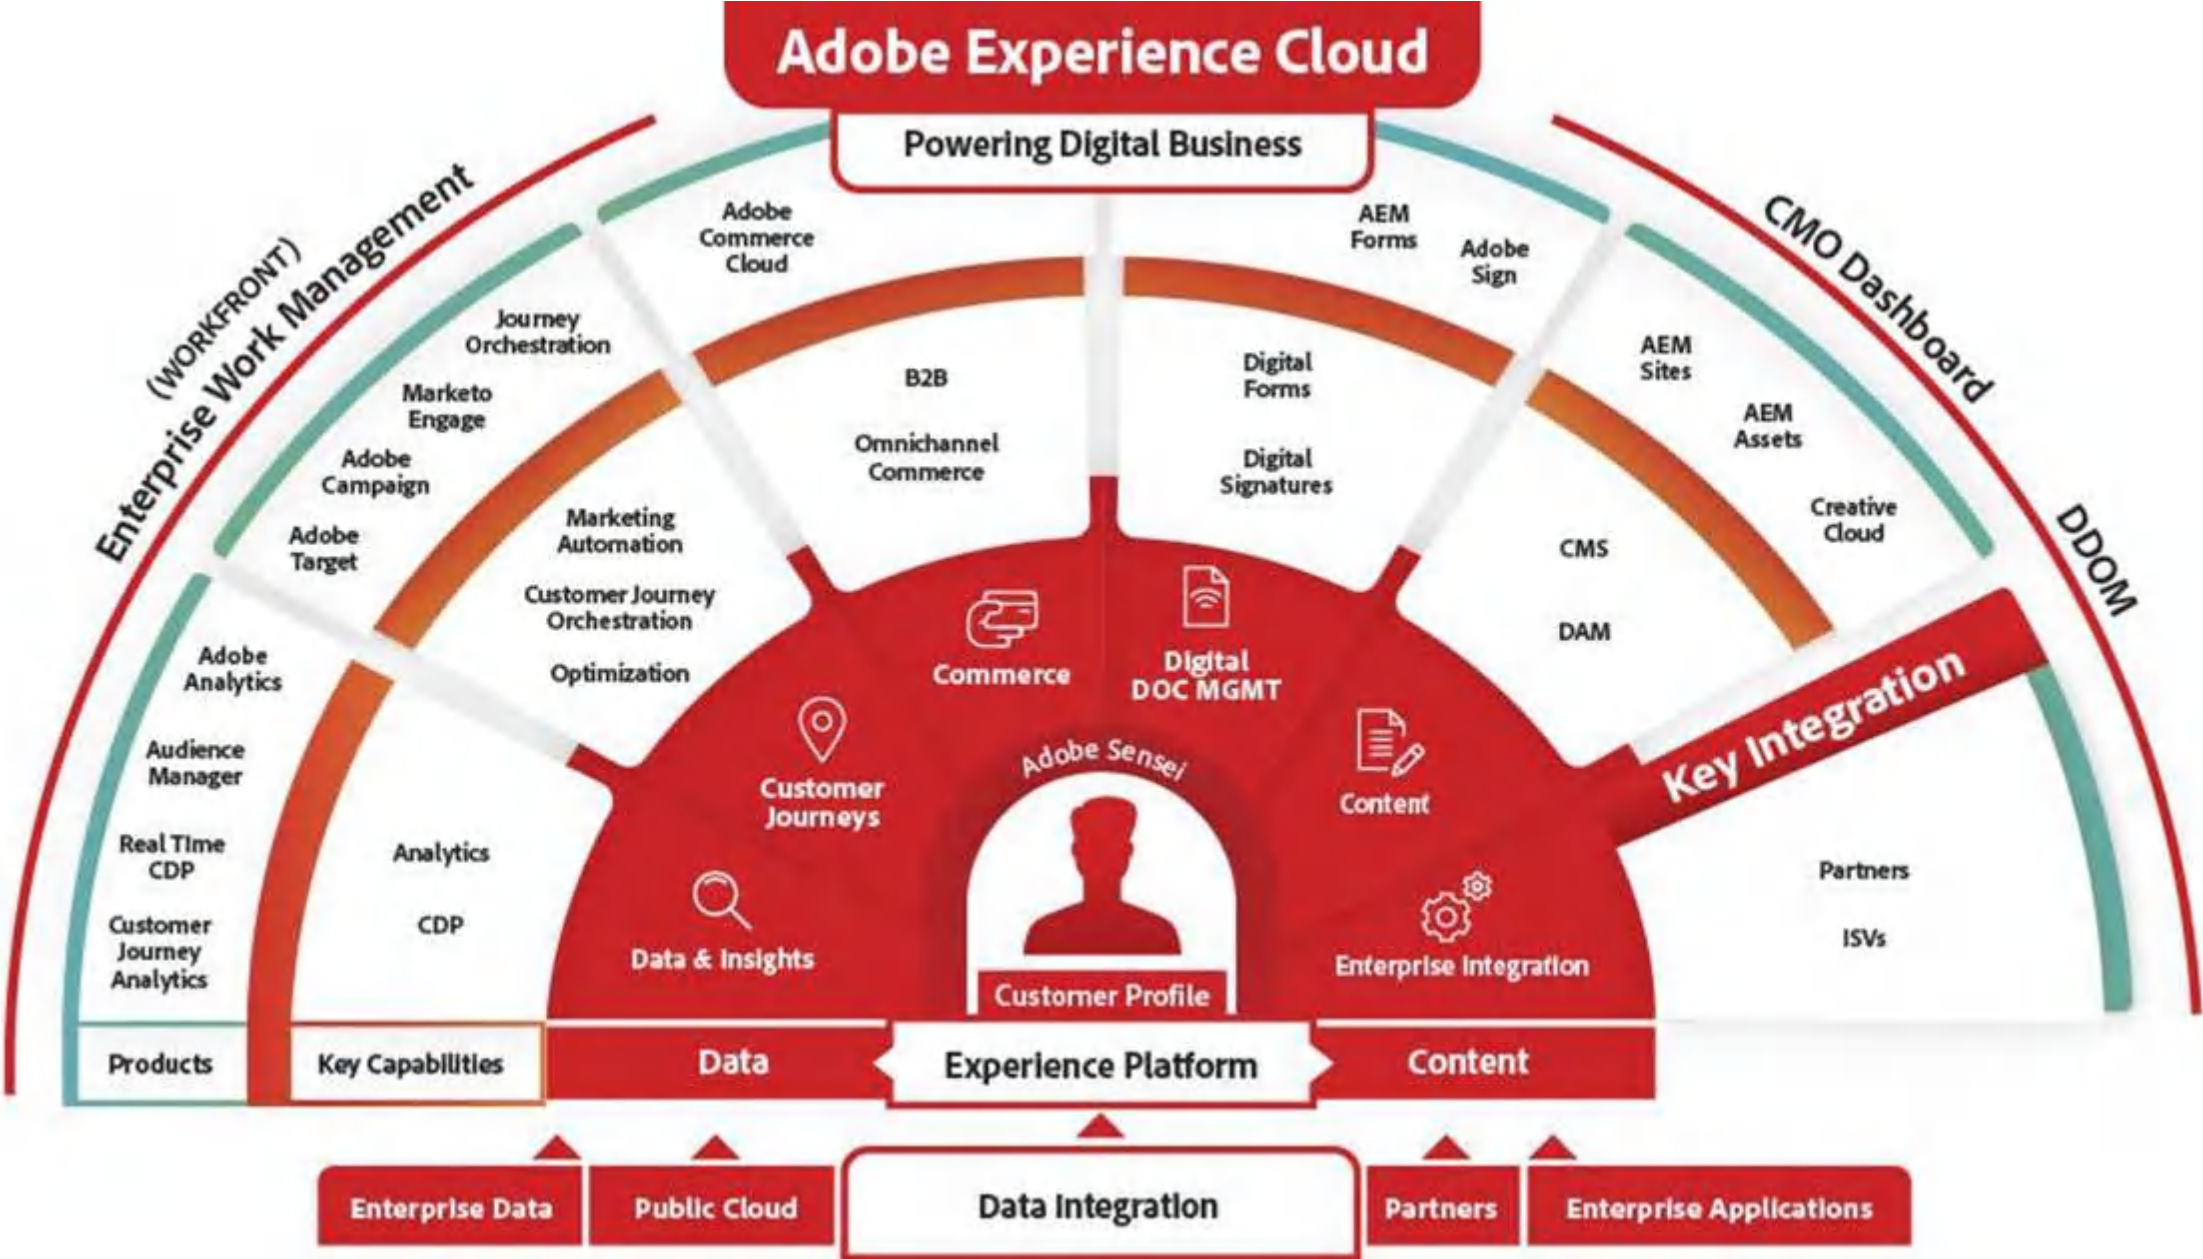 Adobe Experience Cloud
Powering Digital Business
(WORKFRONT)
Enterprise Work Management
CMO Dashboard
DDOM
Adobe
Analytics
Audience
Manager
Real TIme
CDP
Customer
Journey
Analytics
Products
Analytics
CDP
Key Capabilities
Journey
Orchestration
Marketo
Engage
Adobe
Campaign
Adobe
Target
Marketing
Automation
Customer Journey
Orchestration
Optimization
Adobe
Commerce
Cloud
B2B
Omnichannel
Commerce
AEM
Forms
Adobe
Sign
Digital
Forms
Digital
Signatures
AEM
Sites
AEM
Assets
Creative
Cloud
CMS
DAM
Key Integration
Partners
ISVs
Data & Insights
Customer
Journeys
Commerce
Digital
DOC MGMT
Content
Enterprise Integration
Adobe Sensei
Customer Profile
Data
Experience Platform
Content
Enterprise Data
Public Cloud
Data Integration
Partners
Enterprise Applications